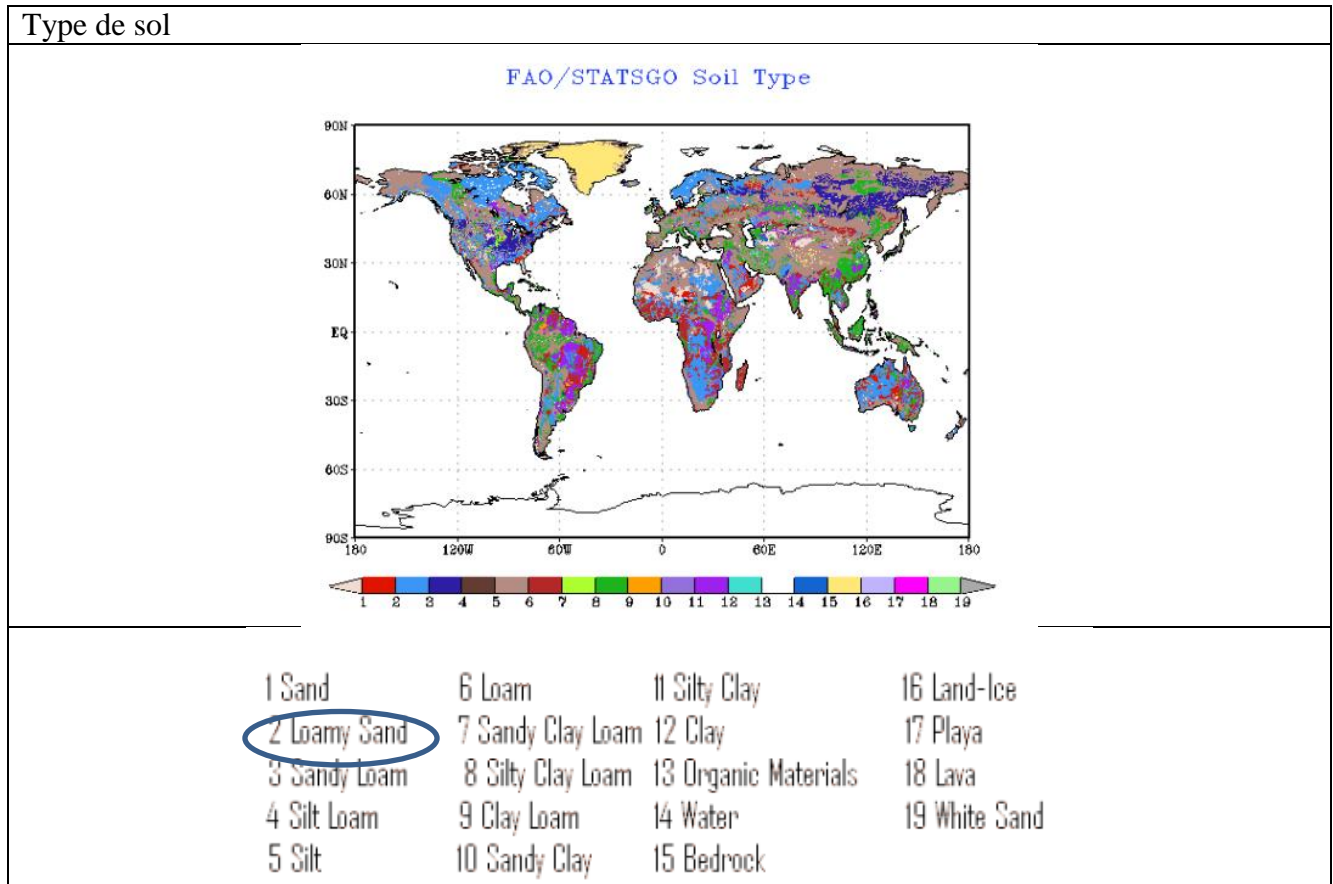 Type de sol
FAO/STATSGO Soil Type
90N
60N
30N
EQ
30S
60S
90S
180 120W 60W 0 60E 120E 180
1 2 3 4 5 6 7 8 9 10 11 12 13 14 15 16 17 18 19
1 Sand 6 Loam 11 Silty Clay 16 Land-Ice
2 Loamy Sand 7 Sandy Clay Loam 12 Clay 17 Playa
3 Sandy Loam 8 Silty Clay Loam 13 Organic Materials 18 Lava
4 Silt Loam 9 Clay Loam 14 Water 19 White Sand
5 Silt 10 Sandy Clay 15 Bedrock